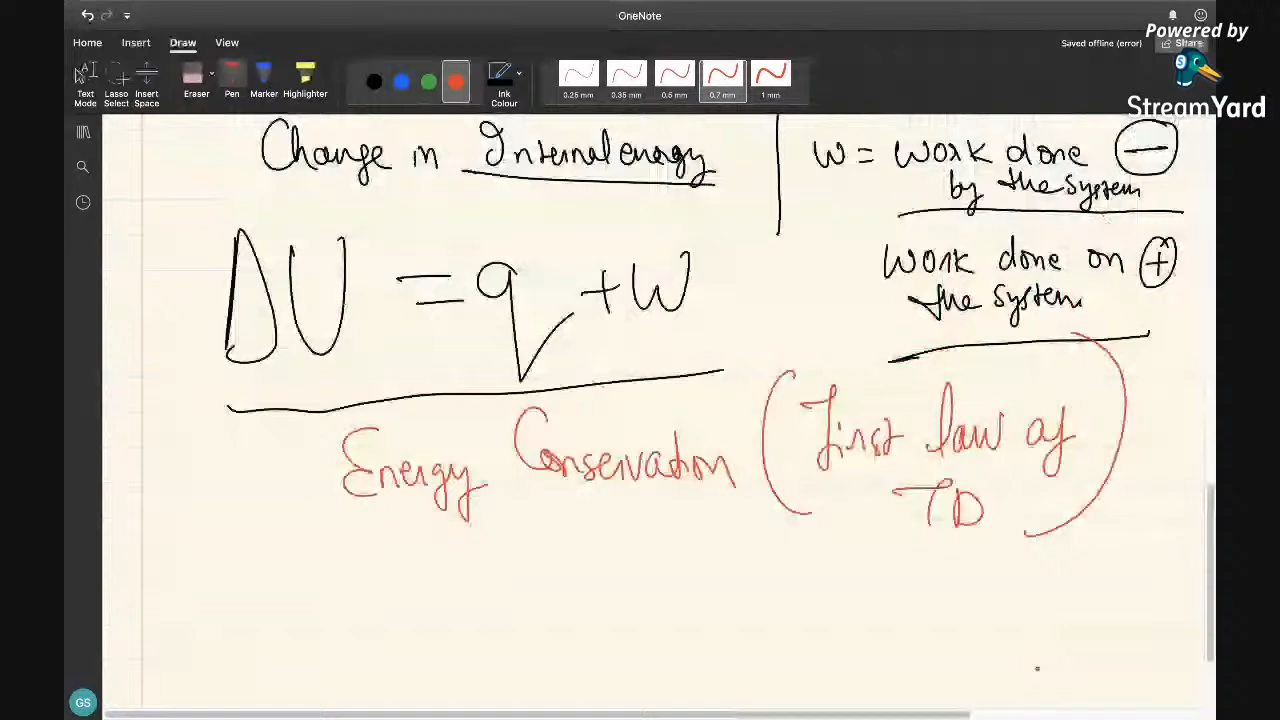 OneNote
Powered by
StreamYard
Home Insert Draw View
Saved offline (error) Share
Text Mode
Lasso Select
Insert Space
Eraser
Pen
Marker
Highlighter
Ink Colour
0.25 mm 0.35 mm 0.5 mm 0.7 mm 1 mm
Change in Internal energy
W = Work done −
by the system
Work done on +
the system
ΔU = q + W
Energy Conservation
(First law of
TD)
GS